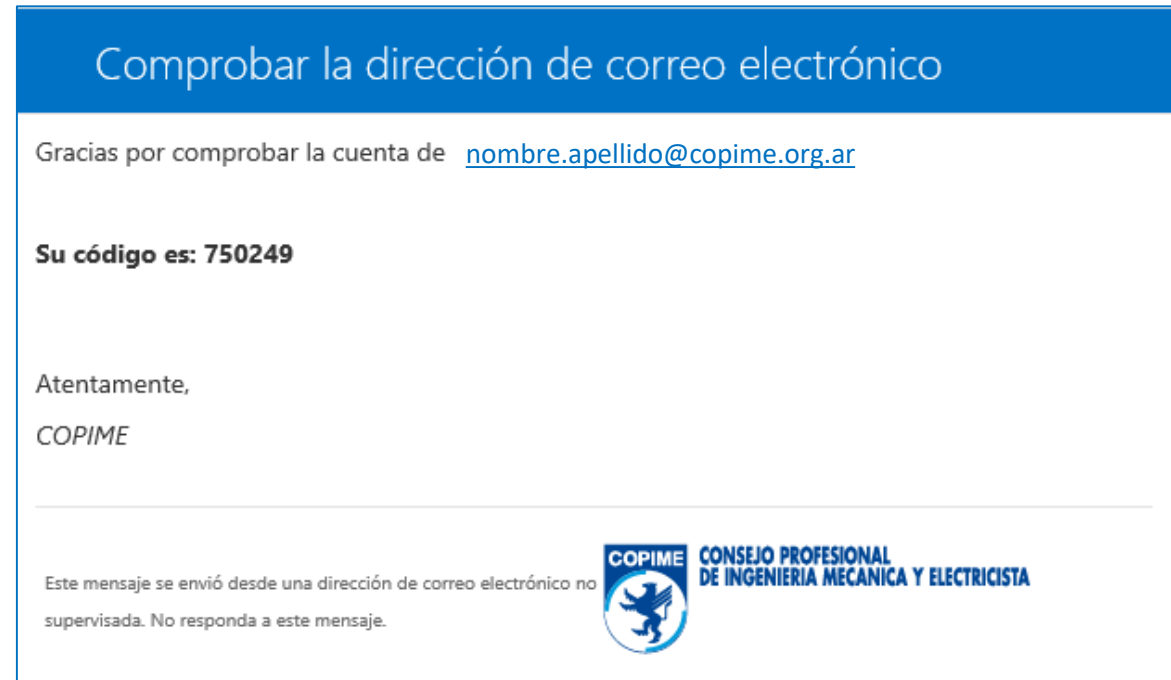 Comprobar la dirección de correo electrónico
Gracias por comprobar la cuenta de nombre.apellido@copime.org.ar
Su código es: 750249
Atentamente,
COPIME
Este mensaje se envió desde una dirección de correo electrónico no
supervisada. No responda a este mensaje.
COPIME
CONSEJO PROFESIONAL
DE INGENIERIA MECANICA Y ELECTRICISTA